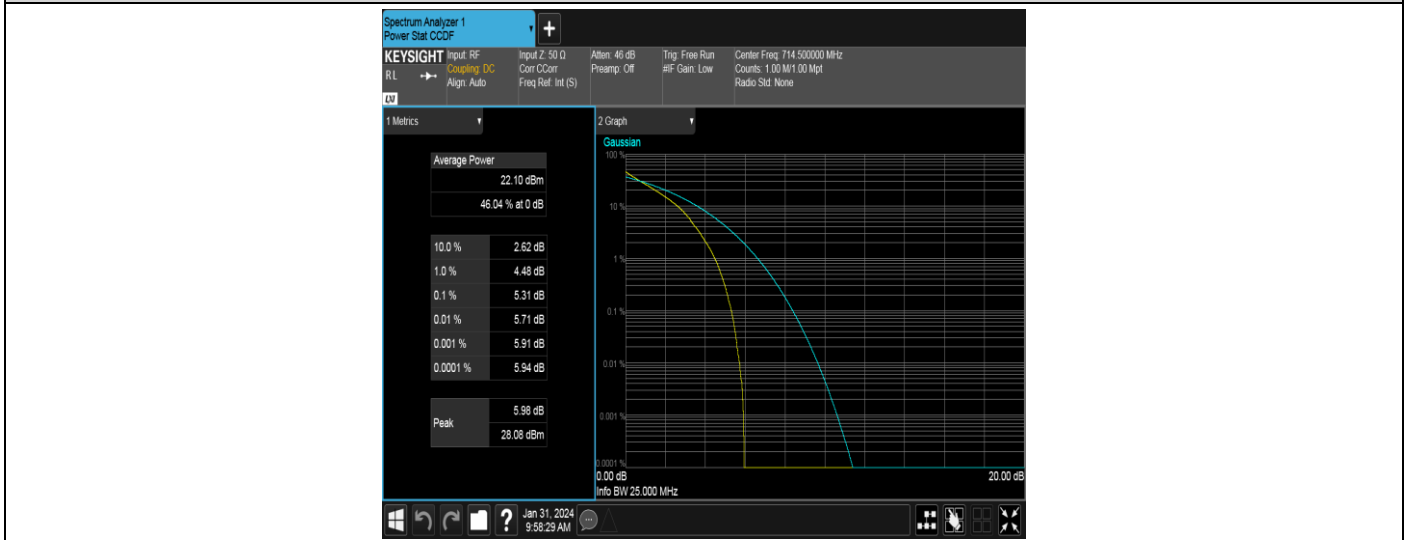 Spectrum Analyzer 1
Power Stat CCDF
+
KEYSIGHT Input: RF Input Z: 50 Ω Atten: 46 dB Trig: Free Run Center Freq: 714.500000 MHz
RL Coupling: DC Corr CCorr Preamp: Off #IF Gain: Low Counts: 1.00 M/1.00 Mpt
Align: Auto Freq Ref: Int (S) Radio Std: None
LXI
1 Metrics
Average Power
22.10 dBm
46.04 % at 0 dB
10.0 % 2.62 dB
1.0 % 4.48 dB
0.1 % 5.31 dB
0.01 % 5.71 dB
0.001 % 5.91 dB
0.0001 % 5.94 dB
Peak 5.98 dB
28.08 dBm
2 Graph
Gaussian
100 %
10 %
1 %
0.1 %
0.01 %
0.001 %
0.0001 %
0.00 dB 20.00 dB
Info BW 25.000 MHz
? Jan 31, 2024
9:58:29 AM